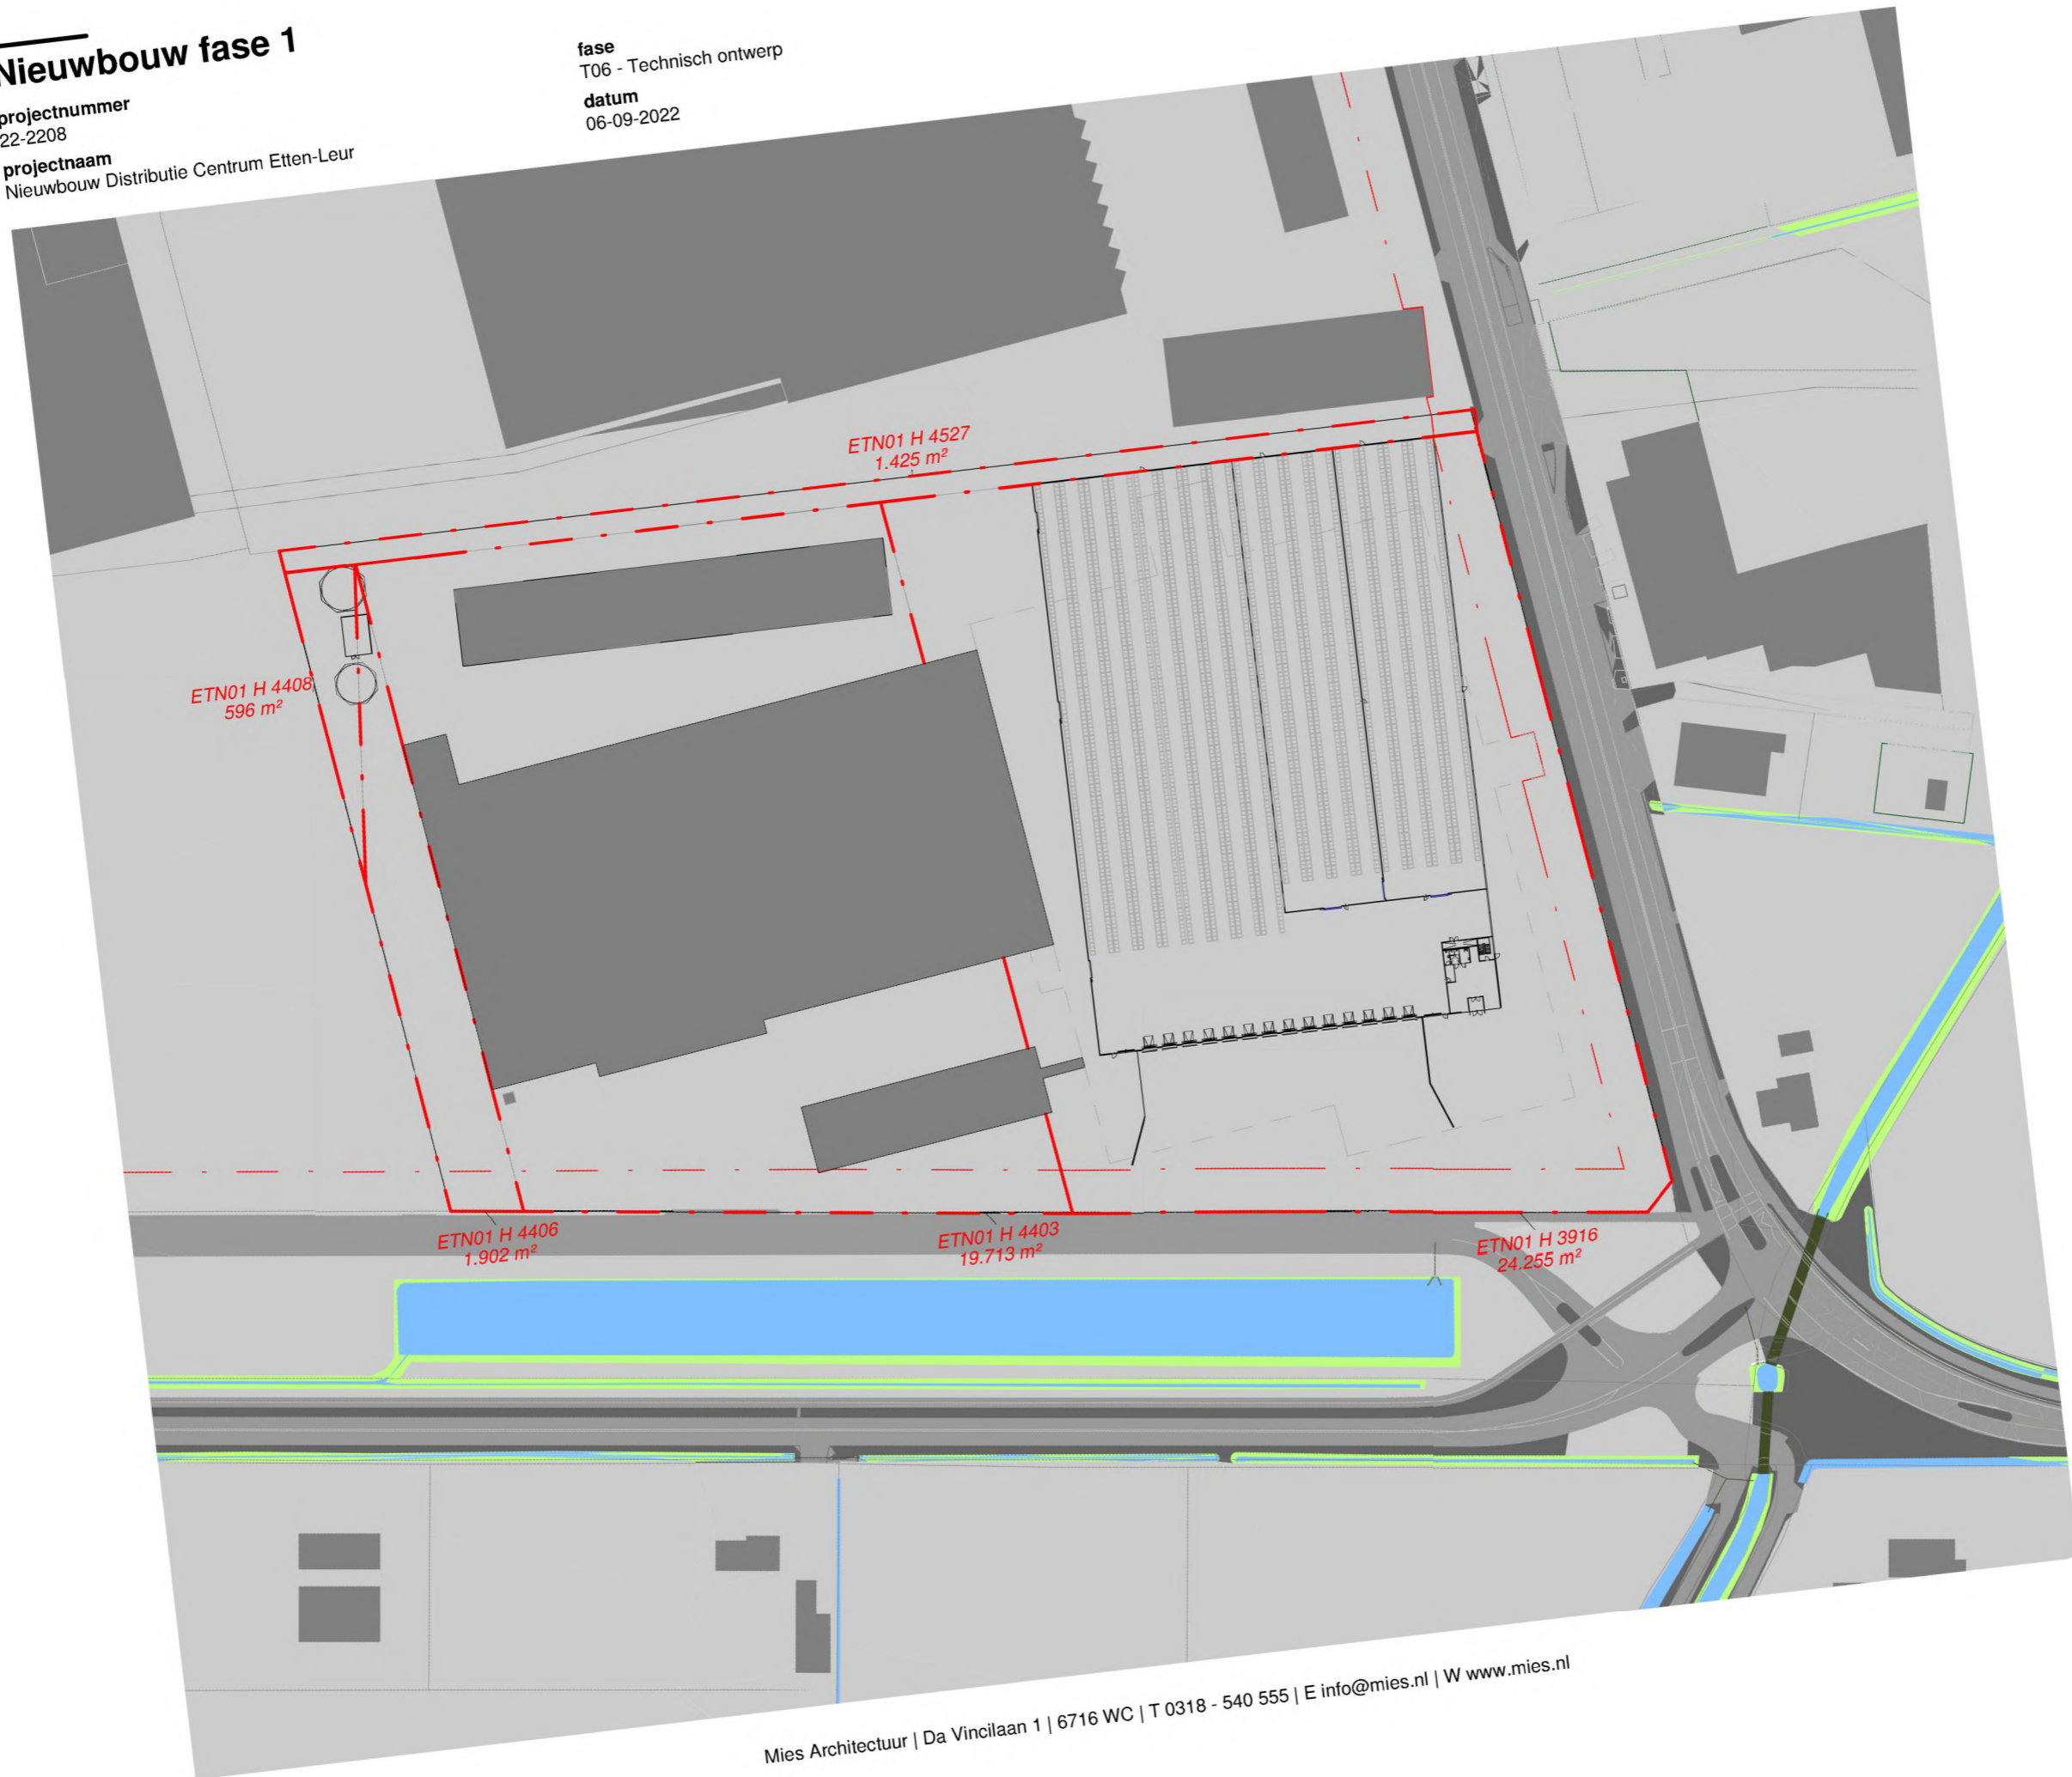 Nieuwbouw fase 1
projectnummer
22-2208
projectnaam
Nieuwbouw Distributie Centrum Etten-Leur
fase
T06 - Technisch ontwerp
datum
06-09-2022
ETN01 H 4527
1.425 m²
ETN01 H 4408
596 m²
ETN01 H 4406
1.902 m²
ETN01 H 4403
19.713 m²
ETN01 H 3916
24.255 m²
Mies Architectuur | Da Vincilaan 1 | 6716 WC | T 0318 - 540 555 | E info@mies.nl | W www.mies.nl